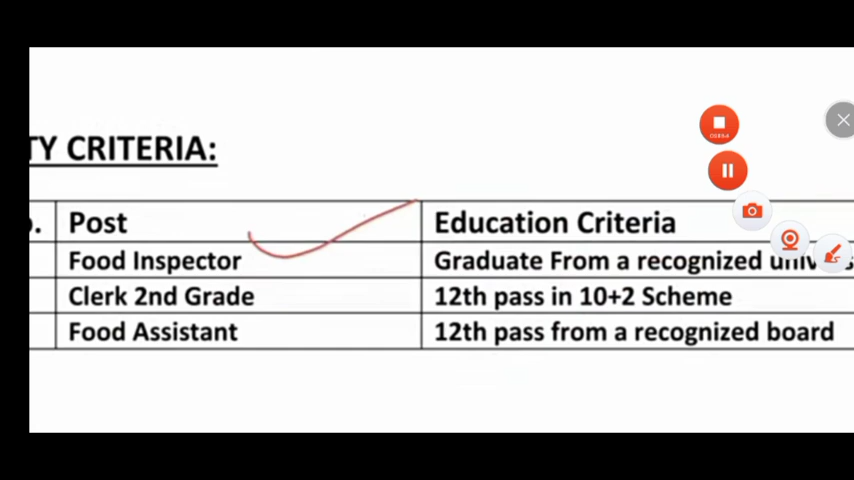 TY CRITERIA:
. Post Education Criteria
Food Inspector Graduate From a recognized
Clerk 2nd Grade 12th pass in 10+2 Scheme
Food Assistant 12th pass from a recognized board